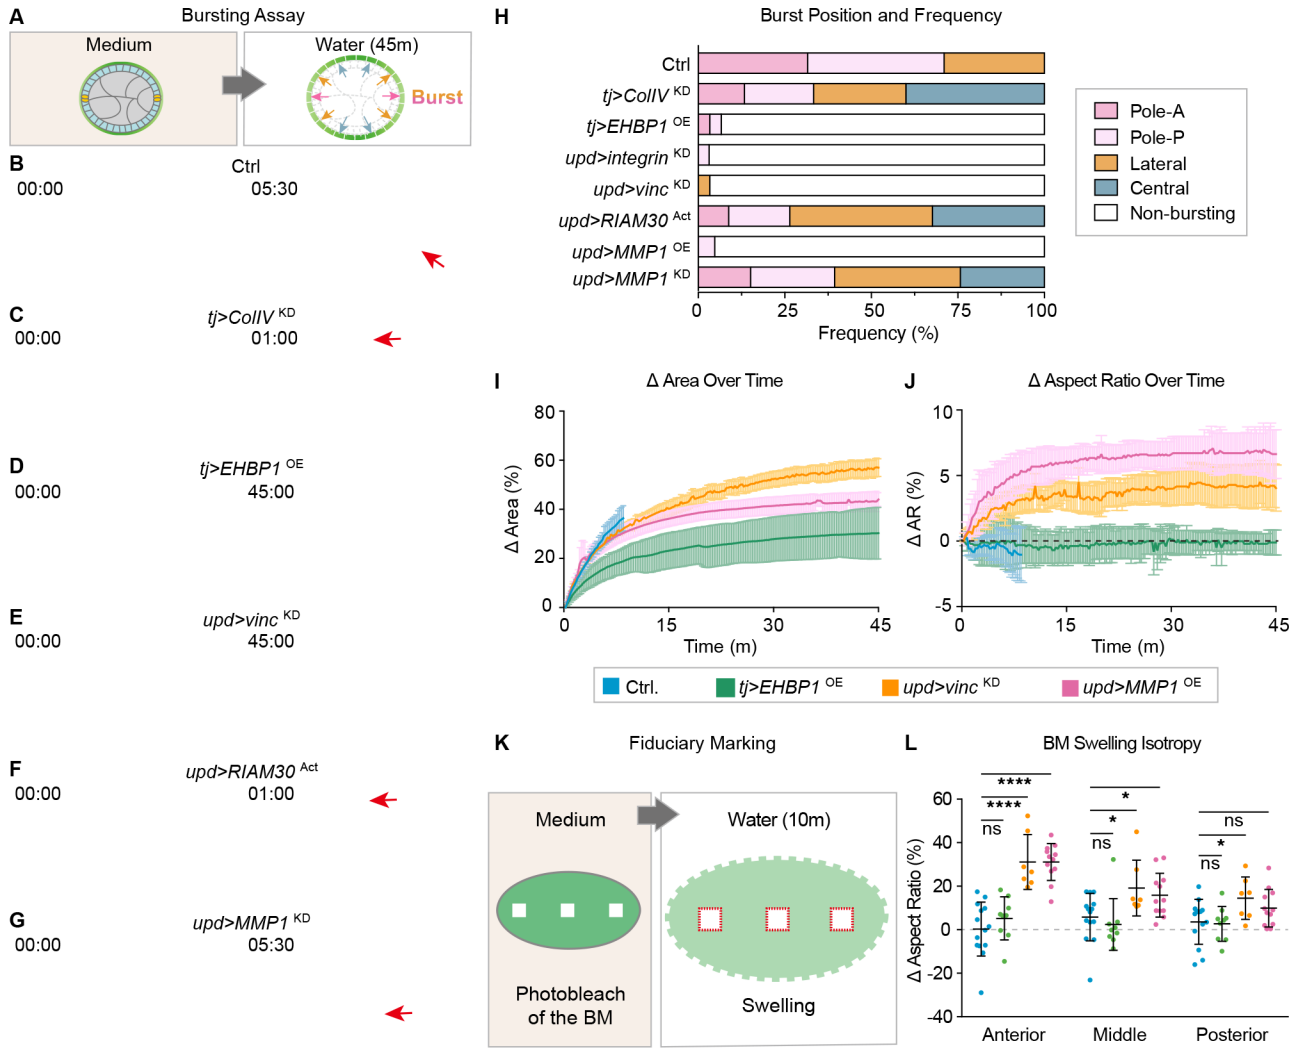 A
Bursting Assay
Medium
Water (45m)
Burst
B
Ctrl
00:00
05:30
C
tj>ColIV KD
00:00
01:00
D
tj>EHBP1 OE
00:00
45:00
E
upd>vinc KD
00:00
45:00
F
upd>RIAM30 Act
00:00
01:00
G
upd>MMP1 KD
00:00
05:30
H
Burst Position and Frequency
Ctrl
tj>ColIV KD
tj>EHBP1 OE
upd>integrin KD
upd>vinc KD
upd>RIAM30 Act
upd>MMP1 OE
upd>MMP1 KD
0 25 50 75 100
Frequency (%)
Pole-A
Pole-P
Lateral
Central
Non-bursting
I
Δ Area Over Time
Δ Area (%)
80
60
40
20
0
0 15 30 45
Time (m)
J
Δ Aspect Ratio Over Time
Δ AR (%)
10
5
0
-5
0 15 30 45
Time (m)
Ctrl.
tj>EHBP1 OE
upd>vinc KD
upd>MMP1 OE
K
Fiduciary Marking
Medium
Water (10m)
Photobleach
of the BM
Swelling
L
BM Swelling Isotropy
Δ Aspect Ratio (%)
60
40
20
0
-20
-40
****
****
ns
*
*
ns
ns
*
ns
Anterior
Middle
Posterior